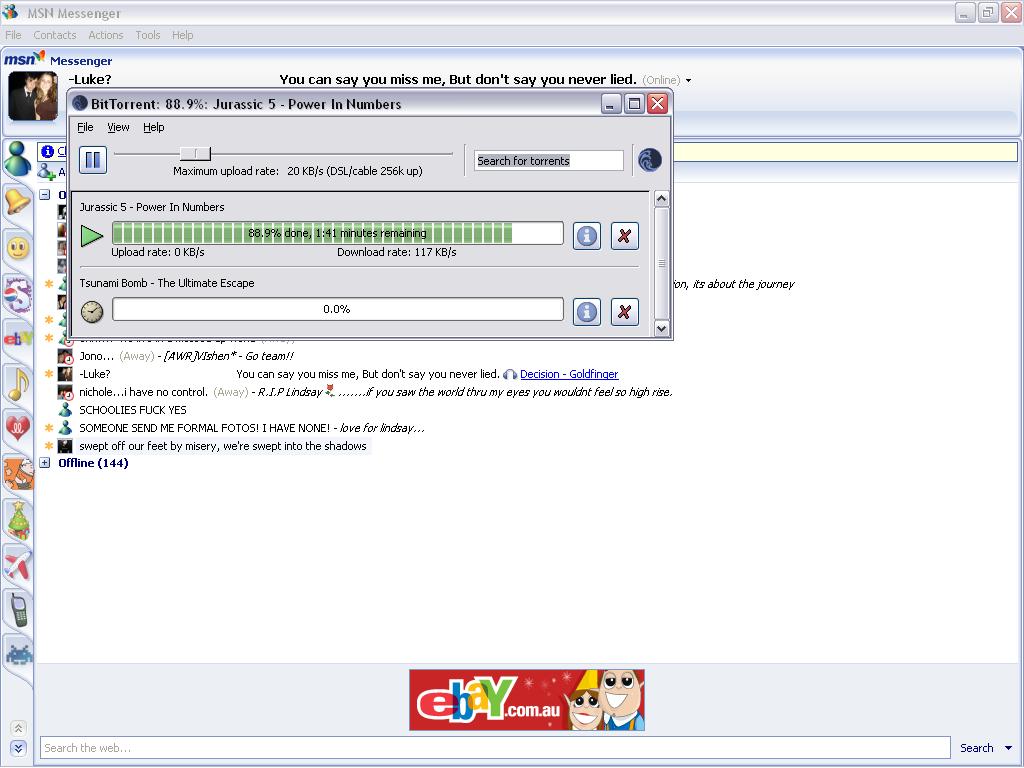 MSN Messenger
File Contacts Actions Tools Help
msn Messenger
-Luke? You can say you miss me, But don't say you never lied. (Online)
BitTorrent: 88.9%: Jurassic 5 - Power In Numbers
File View Help
Search for torrents
Maximum upload rate: 20 KB/s (DSL/cable 256k up)
Jurassic 5 - Power In Numbers
88.9% done, 1:41 minutes remaining
Upload rate: 0 KB/s Download rate: 117 KB/s
Tsunami Bomb - The Ultimate Escape
its about the journey
0.0%
Jono... (Away) - [AWR]VIshen* - Go team!!
-Luke? You can say you miss me, But don't say you never lied. Decision - Goldfinger
nichole...i have no control. (Away) - R.I.P Lindsay .......if you saw the world thru my eyes you wouldnt feel so high rise.
SCHOOLIES FUCK YES
SOMEONE SEND ME FORMAL FOTOS! I HAVE NONE! - love for lindsay...
swept off our feet by misery, we're swept into the shadows
Offline (144)
ebay
ebay.com.au
Search the web... Search